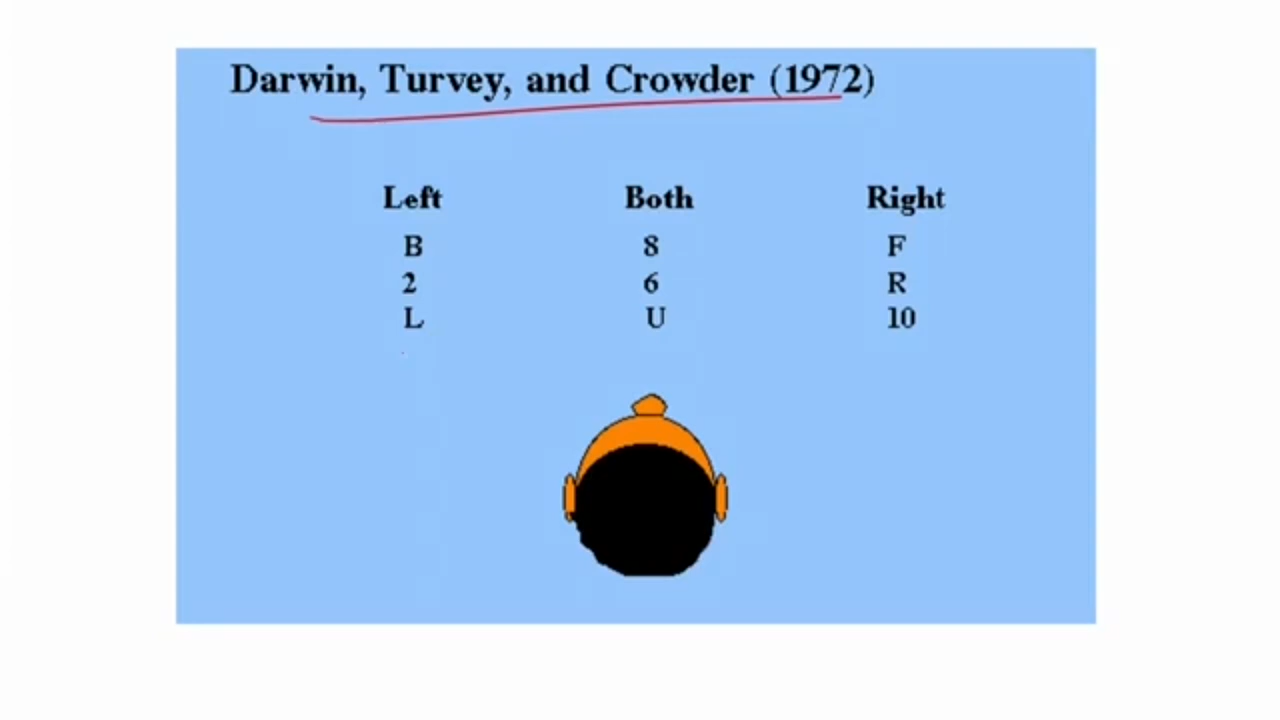 Darwin, Turvey, and Crowder (1972)
Left Both Right
B 8 F
2 6 R
L U 10